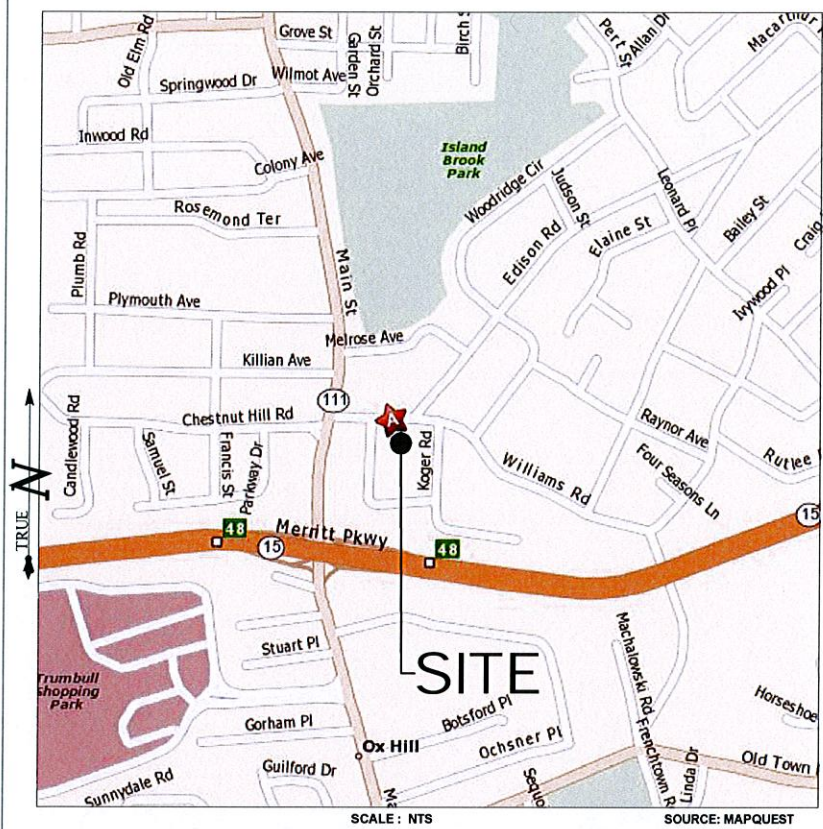 Old Elm Rd
Grove St
Garden St
Orchard St
Birch S
Pert St
Allan Dr
Macarthur
Springwood Dr
Wilmot Ave
Inwood Rd
Colony Ave
Island
Brook
Park
Woodridge Cir
Judson St
Leonard Pl
Rosemond Ter
Edison Rd
Elaine St
Bailey St
Craig
Plumb Rd
Main St
Ivywood Pl
Plymouth Ave
Melrose Ave
Killian Ave
111
A
Candlewood Rd
Chestnut Hill Rd
Samuel St
Francis St
Parkway Dr
Koger Rd
Williams Rd
Raynor Ave
Four Seasons Ln
Rutlee
N
TRUE
48
Merritt Pkwy
15
48
15
SITE
Stuart Pl
Trumbull
Shopping
Park
Machalowski Rd
Frenchtown R
Horseshoe
Botsford Pl
Gorham Pl
Ox Hill
Ochsner Pl
Old Town
Linda Dr
Guilford Dr
Sunnydale Rd
Ma
Sequo
SCALE : NTS
SOURCE: MAPQUEST